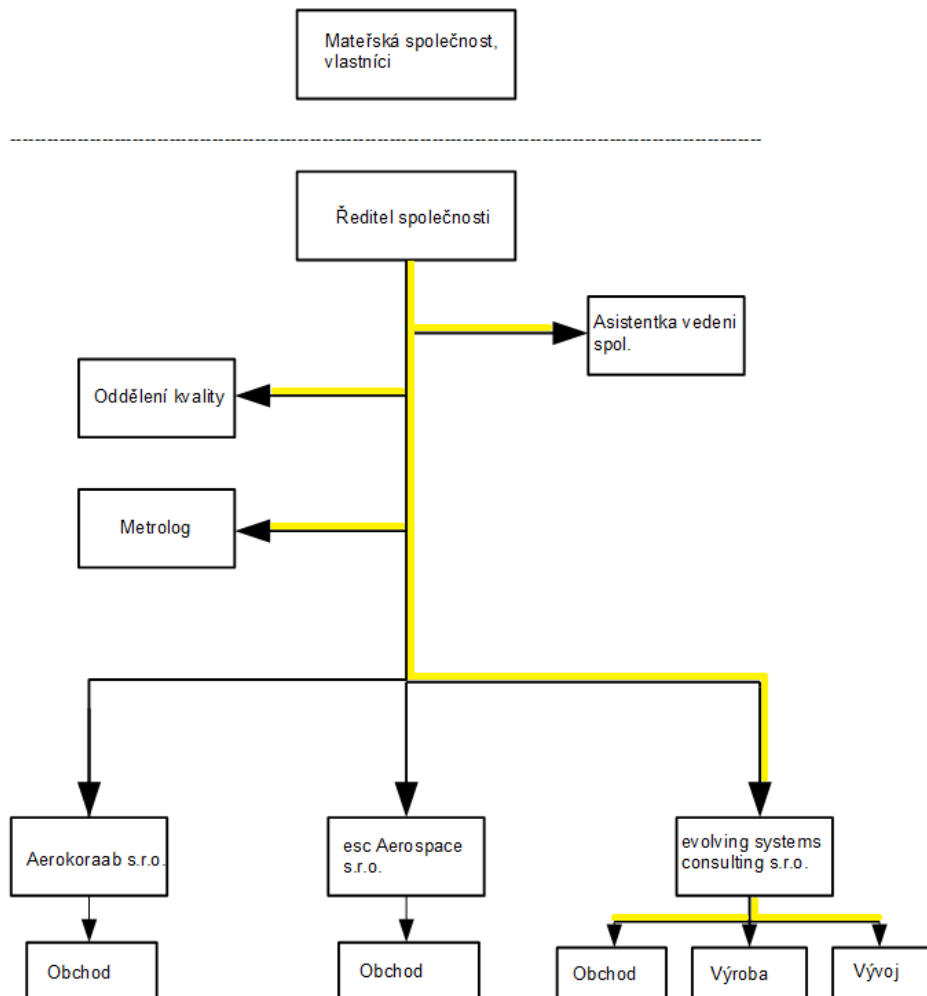 Mateřská společnost,
vlastníci
Ředitel společnosti
Asistentka vedeni
spol.
Oddělení kvality
Metrolog
Aerokoraab s.r.o.
esc Aerospace
s.r.o.
evolving systems
consulting s.r.o.
Obchod
Obchod
Obchod
Výroba
Vývoj